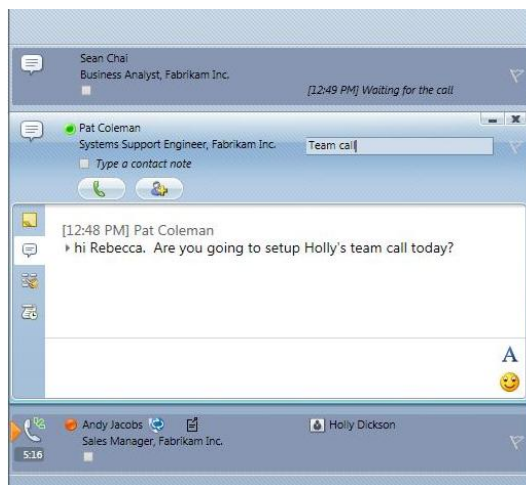 Sean Chai
Business Analyst, Fabrikam Inc.
[12:49 PM] Waiting for the call
Pat Coleman
Systems Support Engineer, Fabrikam Inc.
Team call
Type a contact note
[12:48 PM] Pat Coleman
hi Rebecca. Are you going to setup Holly's team call today?
A
Andy Jacobs
Holly Dickson
Sales Manager, Fabrikam Inc.
5:16